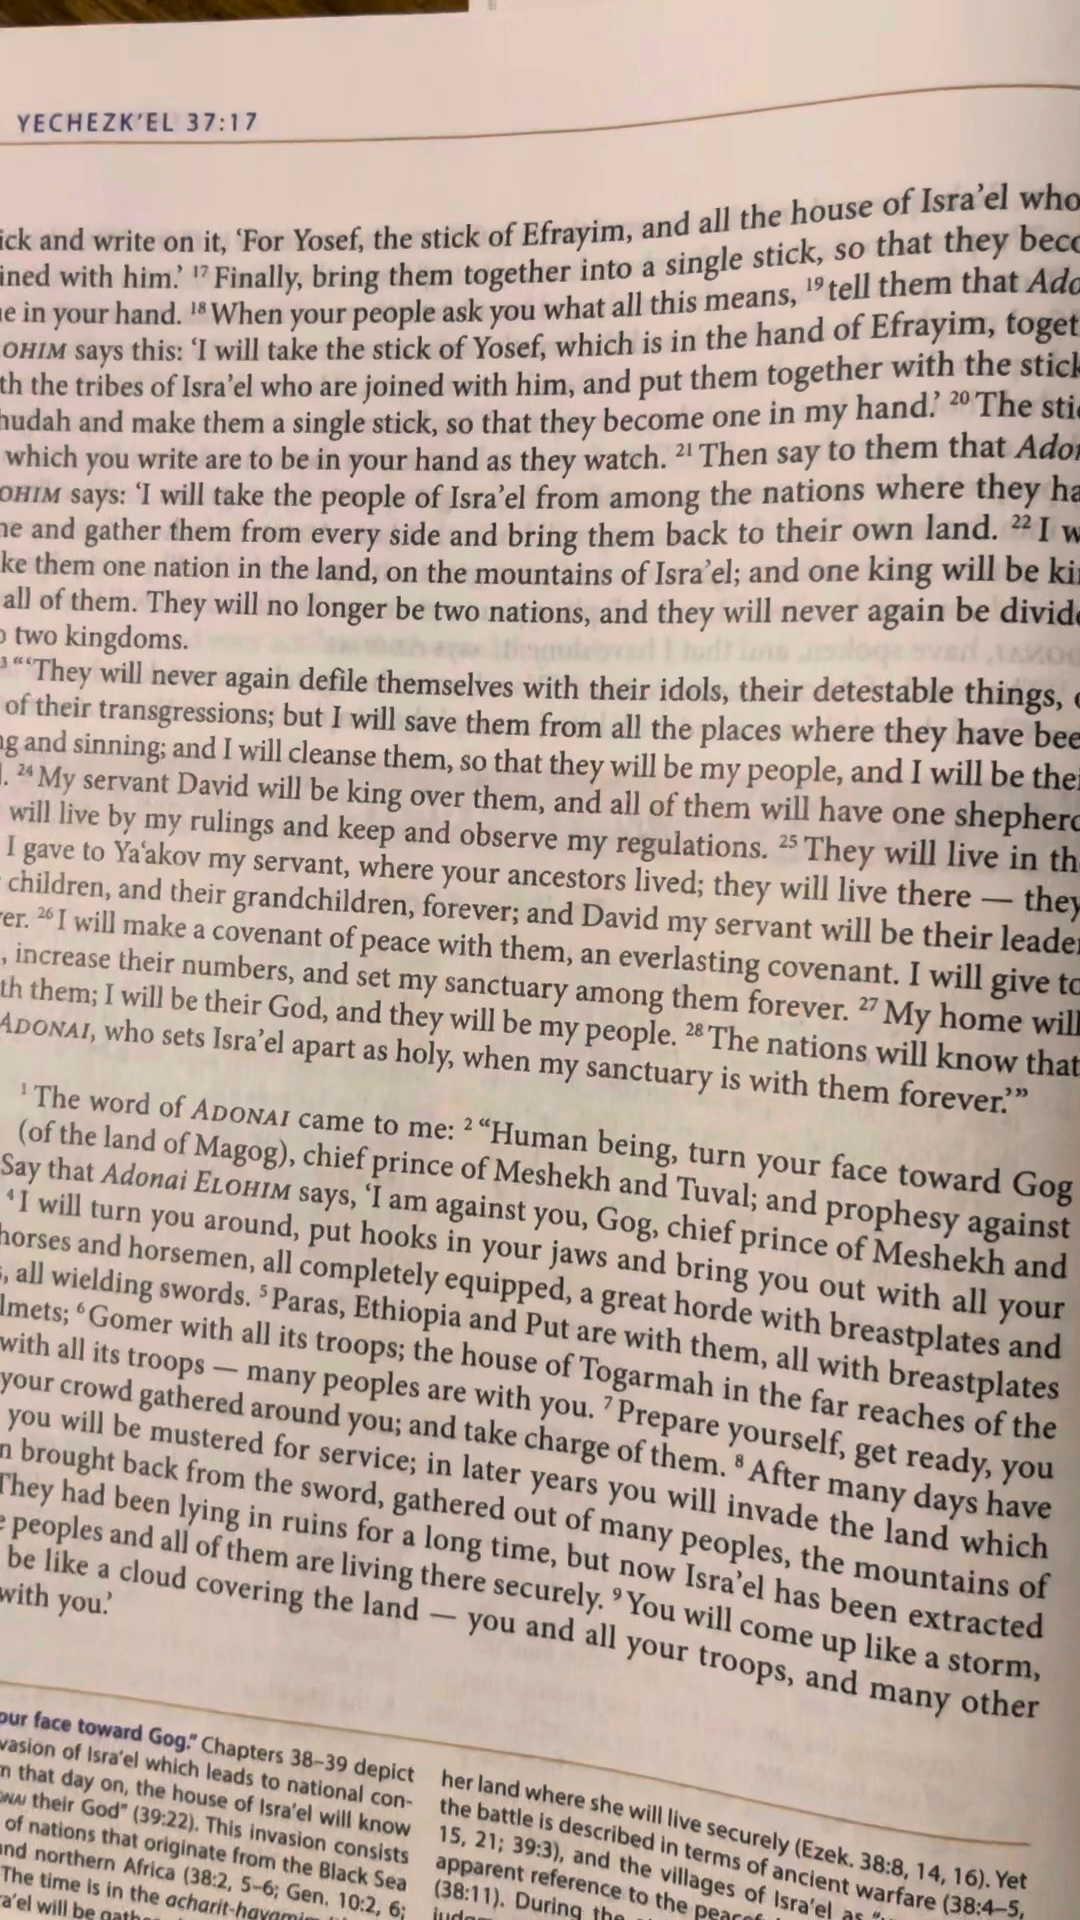 YECHEZK'EL 37:17
ick and write on it, ‘For Yosef, the stick of Efrayim, and all the house of Isra’el who
ined with him.’ 17 Finally, bring them together into a single stick, so that they beco
e in your hand. 18 When your people ask you what all this means, 19 tell them that Ado
OHIM says this: ‘I will take the stick of Yosef, which is in the hand of Efrayim, toget
th the tribes of Isra’el who are joined with him, and put them together with the stick
hudah and make them a single stick, so that they become one in my hand.’ 20 The sti
which you write are to be in your hand as they watch. 21 Then say to them that Ado
OHIM says: ‘I will take the people of Isra’el from among the nations where they ha
ne and gather them from every side and bring them back to their own land. 22 I w
ke them one nation in the land, on the mountains of Isra’el; and one king will be ki
all of them. They will no longer be two nations, and they will never again be divid
o two kingdoms.
3 “‘They will never again defile themselves with their idols, their detestable things,
of their transgressions; but I will save them from all the places where they have bee
ng and sinning; and I will cleanse them, so that they will be my people, and I will be thei
l. 24 My servant David will be king over them, and all of them will have one shepherd
will live by my rulings and keep and observe my regulations. 25 They will live in th
I gave to Ya‘akov my servant, where your ancestors lived; they will live there — they
children, and their grandchildren, forever; and David my servant will be their leader
er. 26 I will make a covenant of peace with them, an everlasting covenant. I will give to
, increase their numbers, and set my sanctuary among them forever. 27 My home will
th them; I will be their God, and they will be my people. 28 The nations will know that
ADONAI, who sets Isra’el apart as holy, when my sanctuary is with them forever.’”
1 The word of ADONAI came to me: 2 “Human being, turn your face toward Gog
(of the land of Magog), chief prince of Meshekh and Tuval; and prophesy against
Say that Adonai ELOHIM says, ‘I am against you, Gog, chief prince of Meshekh and
4 I will turn you around, put hooks in your jaws and bring you out with all your
horses and horsemen, all completely equipped, a great horde with breastplates and
, all wielding swords. 5 Paras, Ethiopia and Put are with them, all with breastplates
lmets; 6 Gomer with all its troops; the house of Togarmah in the far reaches of the
with all its troops — many peoples are with you. 7 Prepare yourself, get ready, you
your crowd gathered around you; and take charge of them. 8 After many days have
you will be mustered for service; in later years you will invade the land which
n brought back from the sword, gathered out of many peoples, the mountains of
They had been lying in ruins for a long time, but now Isra’el has been extracted
e peoples and all of them are living there securely. 9 You will come up like a storm,
be like a cloud covering the land — you and all your troops, and many other
with you.’
our face toward Gog.” Chapters 38–39 depict
vasion of Isra’el which leads to national con-
m that day on, the house of Isra’el will know
ONAI their God” (39:22). This invasion consists
of nations that originate from the Black Sea
nd northern Africa (38:2, 5–6; Gen. 10:2, 6;
The time is in the acharit-hayamim
ra’el will be gath
her land where she will live securely (Ezek. 38:8, 14, 16). Yet
the battle is described in terms of ancient warfare (38:4–5,
15, 21; 39:3), and the villages of Isra’el as
apparent reference to the peace
(38:11). During the